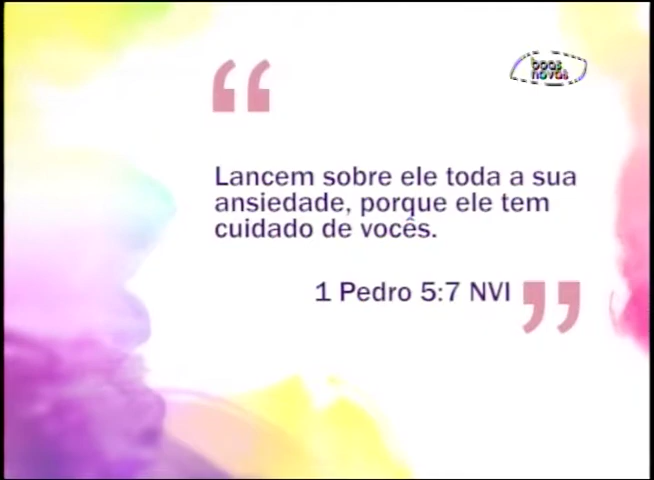 boas
novas
“
Lancem sobre ele toda a sua
ansiedade, porque ele tem
cuidado de vocês.
1 Pedro 5:7 NVI ”